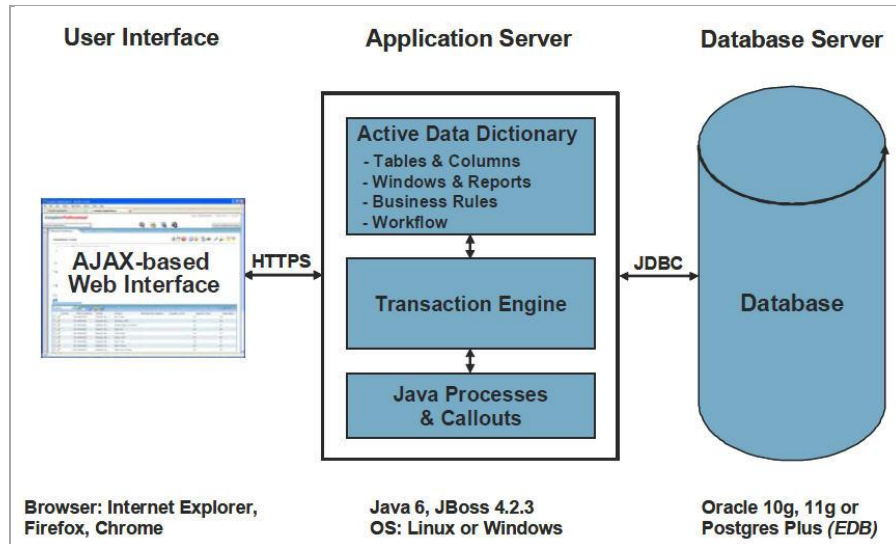 User Interface
Application Server
Database Server
Active Data Dictionary
- Tables & Columns
- Windows & Reports
- Business Rules
- Workflow
AJAX-based
Web Interface
HTTPS
Transaction Engine
JDBC
Database
Java Processes
& Callouts
Browser: Internet Explorer,
Firefox, Chrome
Java 6, JBoss 4.2.3
OS: Linux or Windows
Oracle 10g, 11g or
Postgres Plus (EDB)